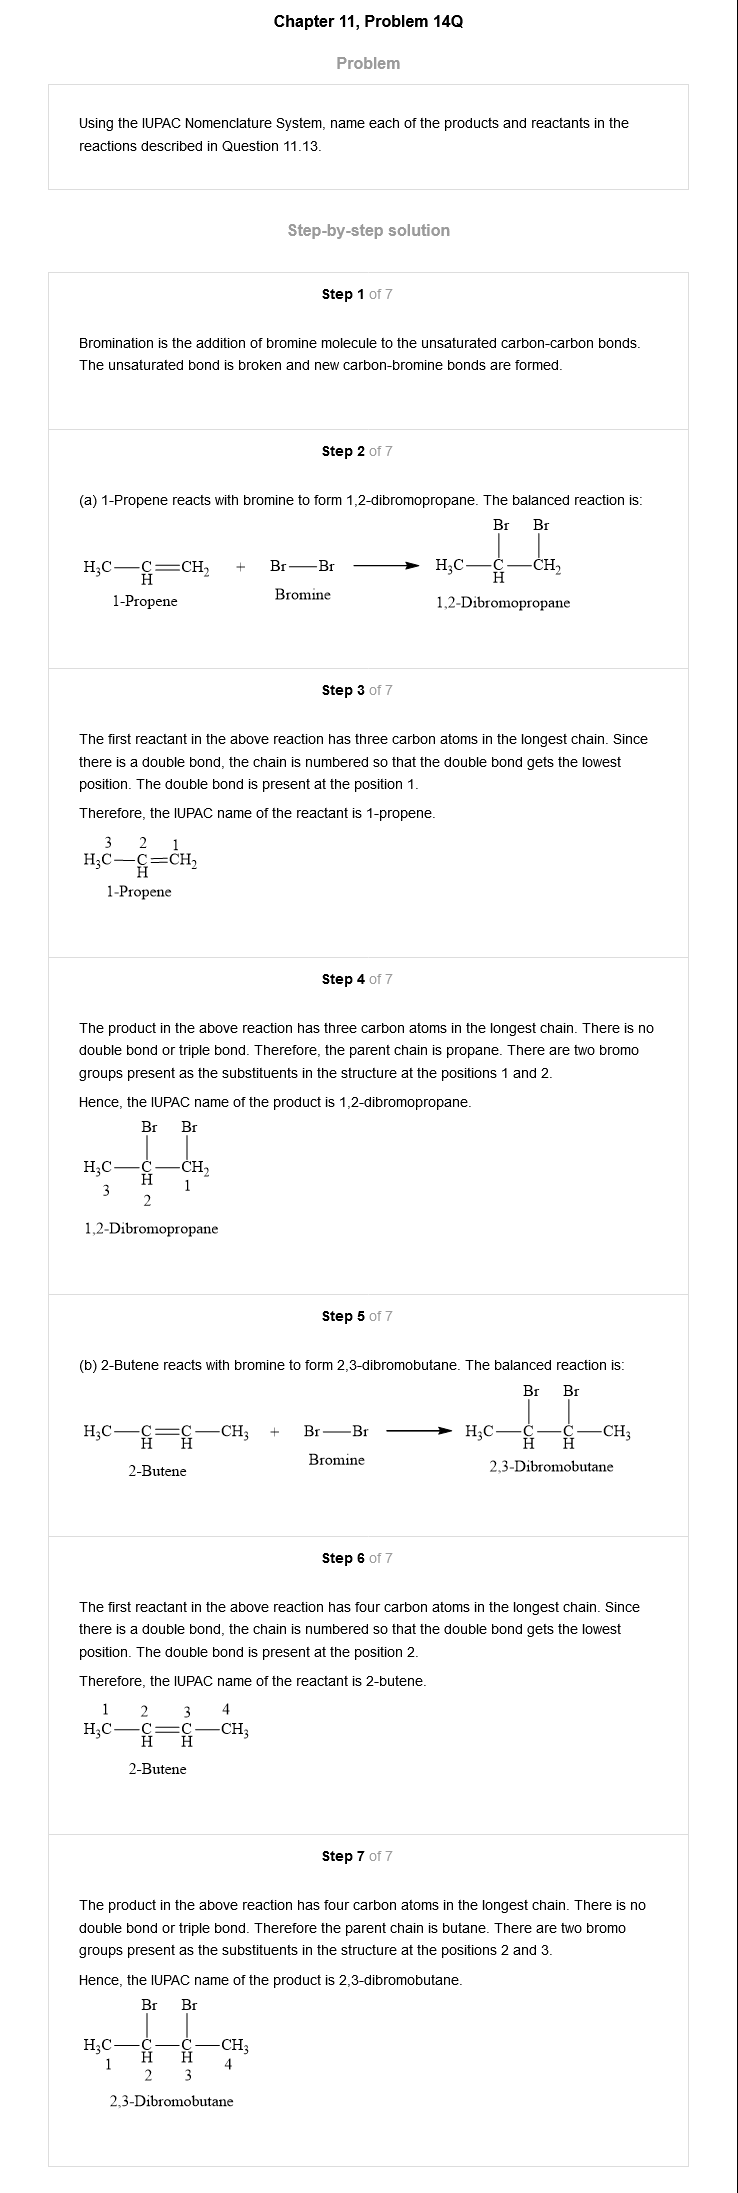 Chapter 11, Problem 14Q
Problem
Using the IUPAC Nomenclature System, name each of the products and reactants in the
reactions described in Question 11.13.
Step-by-step solution
Step 1 of 7
Bromination is the addition of bromine molecule to the unsaturated carbon-carbon bonds.
The unsaturated bond is broken and new carbon-bromine bonds are formed.
Step 2 of 7
(a) 1-Propene reacts with bromine to form 1,2-dibromopropane. The balanced reaction is:
Br Br
H₃C—C=CH₂ + Br—Br ⟶ H₃C—C—CH₂
H H
1-Propene Bromine 1,2-Dibromopropane
Step 3 of 7
The first reactant in the above reaction has three carbon atoms in the longest chain. Since
there is a double bond, the chain is numbered so that the double bond gets the lowest
position. The double bond is present at the position 1.
Therefore, the IUPAC name of the reactant is 1-propene.
3 2 1
H₃C—C=CH₂
H
1-Propene
Step 4 of 7
The product in the above reaction has three carbon atoms in the longest chain. There is no
double bond or triple bond. Therefore, the parent chain is propane. There are two bromo
groups present as the substituents in the structure at the positions 1 and 2.
Hence, the IUPAC name of the product is 1,2-dibromopropane.
Br Br
H₃C—C—CH₂
H
3 2 1
1,2-Dibromopropane
Step 5 of 7
(b) 2-Butene reacts with bromine to form 2,3-dibromobutane. The balanced reaction is:
Br Br
H₃C—C=C—CH₃ + Br—Br ⟶ H₃C—C—C—CH₃
H H H H
2-Butene Bromine 2,3-Dibromobutane
Step 6 of 7
The first reactant in the above reaction has four carbon atoms in the longest chain. Since
there is a double bond, the chain is numbered so that the double bond gets the lowest
position. The double bond is present at the position 2.
Therefore, the IUPAC name of the reactant is 2-butene.
1 2 3 4
H₃C—C=C—CH₃
H H
2-Butene
Step 7 of 7
The product in the above reaction has four carbon atoms in the longest chain. There is no
double bond or triple bond. Therefore the parent chain is butane. There are two bromo
groups present as the substituents in the structure at the positions 2 and 3.
Hence, the IUPAC name of the product is 2,3-dibromobutane.
Br Br
H₃C—C—C—CH₃
H H
1 2 3 4
2,3-Dibromobutane